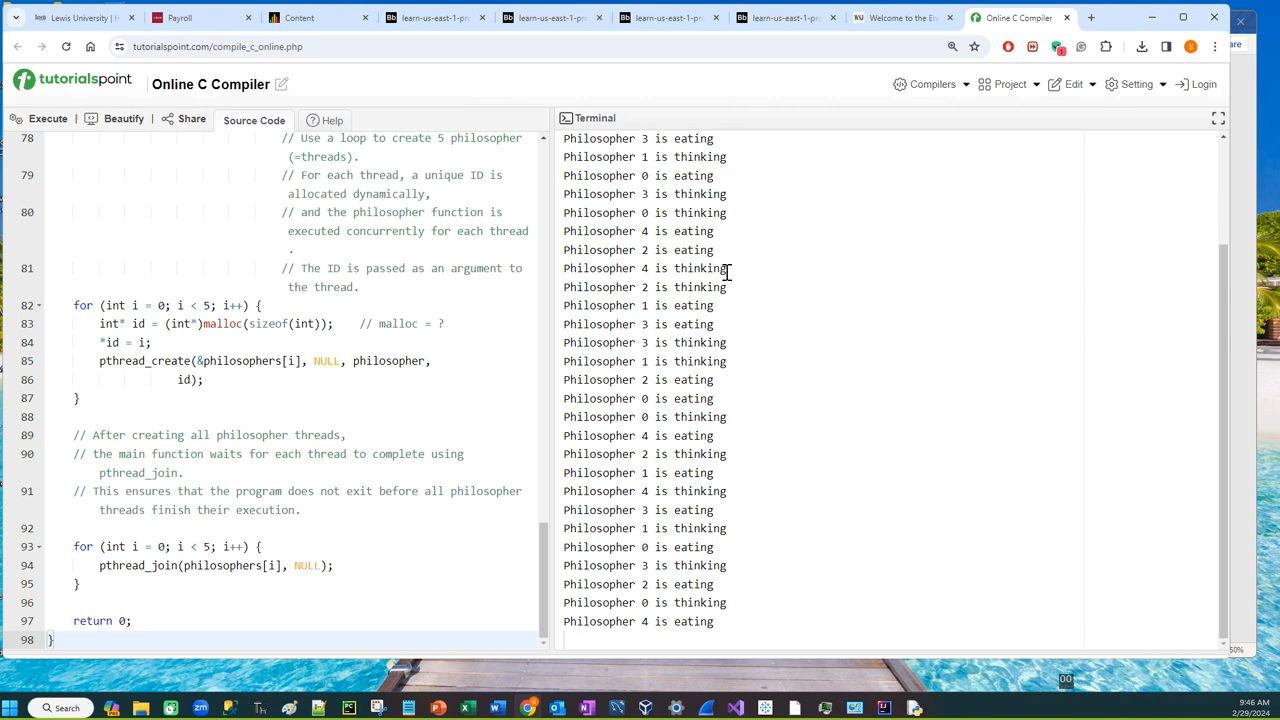 Lewis University |
Payroll
Content
learn-us-east-1-pr
learn-us-east-1-pr
learn-us-east-1-pr
learn-us-east-1-pr
Welcome to the En
Online C Compiler
tutorialspoint.com/compile_c_online.php
tutorialspoint
Online C Compiler
Compilers
Project
Edit
Setting
Login
Execute
Beautify
Share
Source Code
Help
Terminal
78 // Use a loop to create 5 philosopher
(=threads).
79 // For each thread, a unique ID is
allocated dynamically,
80 // and the philosopher function is
executed concurrently for each thread
.
81 // The ID is passed as an argument to
the thread.
82 for (int i = 0; i < 5; i++) {
83 int* id = (int*)malloc(sizeof(int)); // malloc = ?
84 *id = i;
85 pthread_create(&philosophers[i], NULL, philosopher,
86 id);
87 }
88
89 // After creating all philosopher threads,
90 // the main function waits for each thread to complete using
pthread_join.
91 // This ensures that the program does not exit before all philosopher
threads finish their execution.
92
93 for (int i = 0; i < 5; i++) {
94 pthread_join(philosophers[i], NULL);
95 }
96
97 return 0;
98 }
Philosopher 3 is eating
Philosopher 1 is thinking
Philosopher 0 is eating
Philosopher 3 is thinking
Philosopher 0 is thinking
Philosopher 4 is eating
Philosopher 2 is eating
Philosopher 4 is thinking
Philosopher 2 is thinking
Philosopher 1 is eating
Philosopher 3 is eating
Philosopher 3 is thinking
Philosopher 1 is thinking
Philosopher 2 is eating
Philosopher 0 is eating
Philosopher 0 is thinking
Philosopher 4 is eating
Philosopher 2 is thinking
Philosopher 1 is eating
Philosopher 4 is thinking
Philosopher 3 is eating
Philosopher 1 is thinking
Philosopher 0 is eating
Philosopher 3 is thinking
Philosopher 2 is eating
Philosopher 0 is thinking
Philosopher 4 is eating
50%
00
Search
9:46 AM
2/29/2024